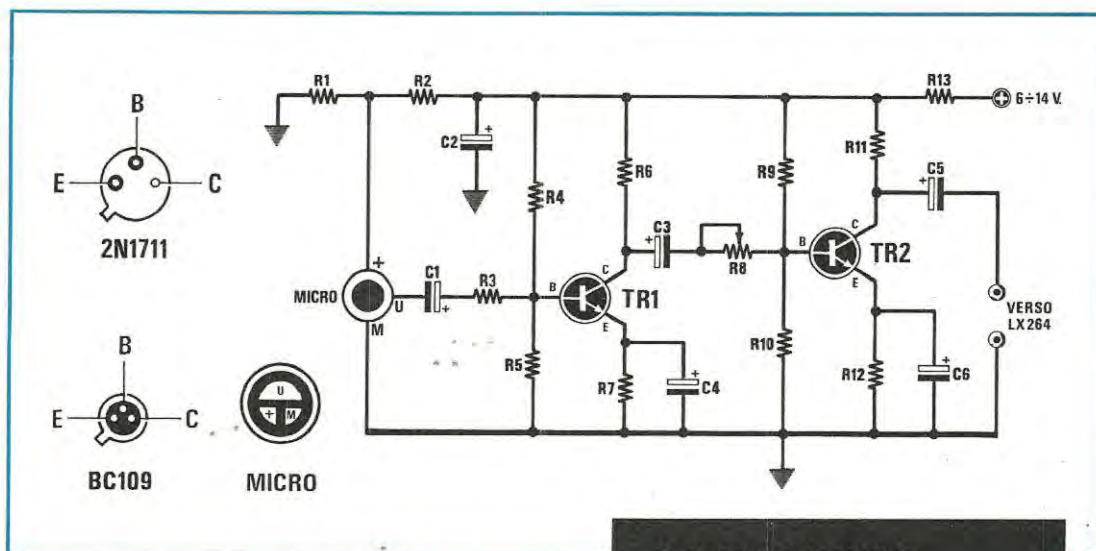 B
E
C
2N1711
B
E
C
BC109
U
+
M
MICRO
R1
R2
R13
+ 6÷14 V.
C2
+
R4
R6
R9
R11
C5
+
C3
+
R8
B
C
E
TR2
MICRO
+
U
M
C1
+
R3
B
C
E
TR1
VERSO
LX264
R5
R7
C4
+
R10
R12
C6
+